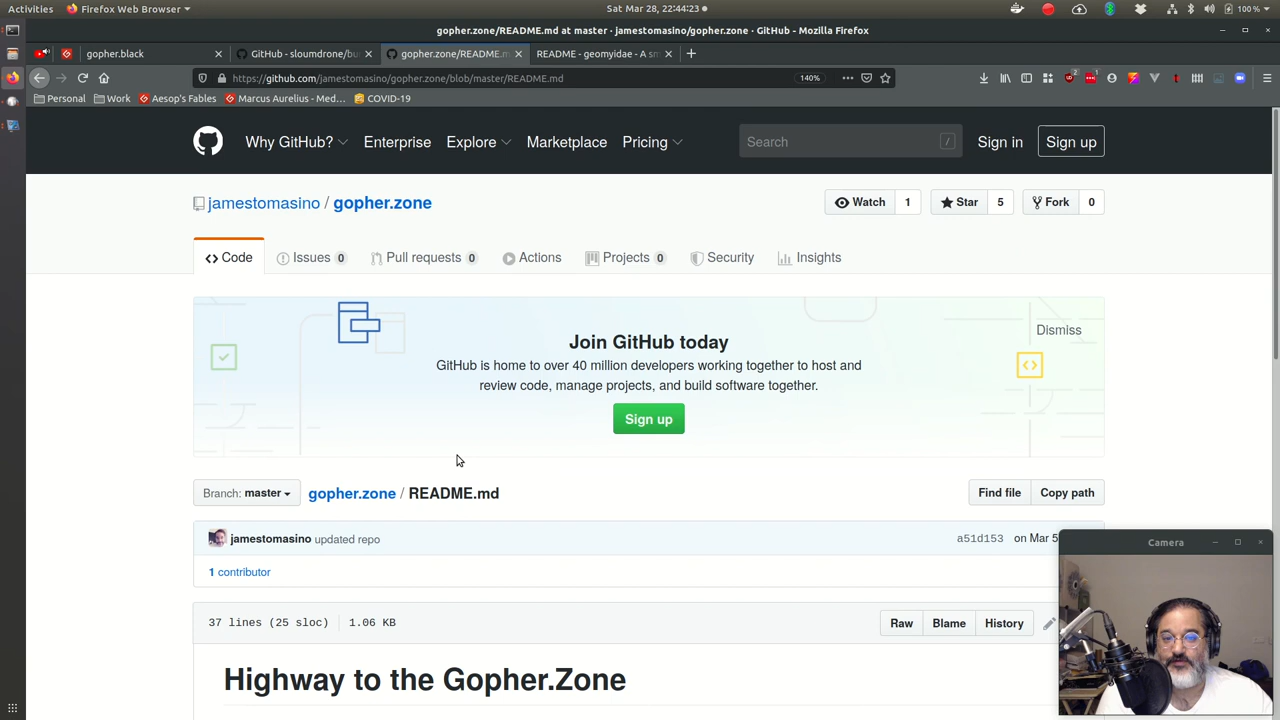 Activities Firefox Web Browser Sat Mar 28, 22:44:23 100 %
gopher.zone/README.md at master · jamestomasino/gopher.zone · GitHub - Mozilla Firefox
gopher.black GitHub - sloumdrone/bu gopher.zone/README.m README - geomyidae - A sm
https://github.com/jamestomasino/gopher.zone/blob/master/README.md 140%
Personal Work Aesop's Fables Marcus Aurelius - Med... COVID-19
Why GitHub? Enterprise Explore Marketplace Pricing Search / Sign in Sign up
jamestomasino / gopher.zone Watch 1 Star 5 Fork 0
Code Issues 0 Pull requests 0 Actions Projects 0 Security Insights
Join GitHub today
Dismiss
GitHub is home to over 40 million developers working together to host and
review code, manage projects, and build software together.
Sign up
Branch: master gopher.zone / README.md Find file Copy path
jamestomasino updated repo a51d153 on Mar 5
Camera
1 contributor
37 lines (25 sloc) 1.06 KB Raw Blame History
Highway to the Gopher.Zone